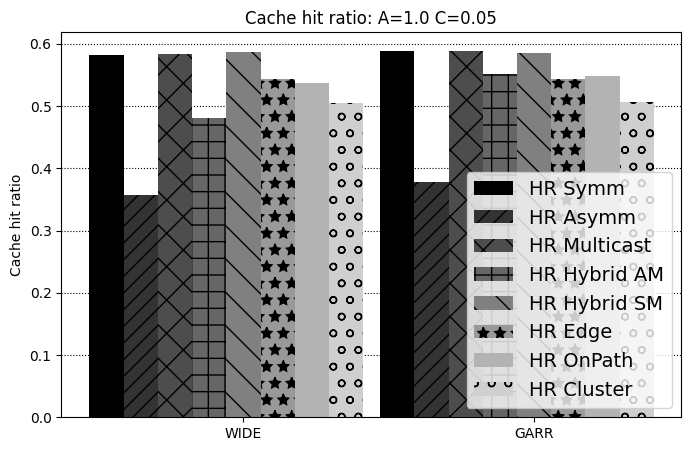 Cache hit ratio: A=1.0 C=0.05
Cache hit ratio
0.6
0.5
0.4
0.3
0.2
0.1
0.0
HR Symm
HR Asymm
HR Multicast
HR Hybrid AM
HR Hybrid SM
HR Edge
HR OnPath
HR Cluster
WIDE
GARR